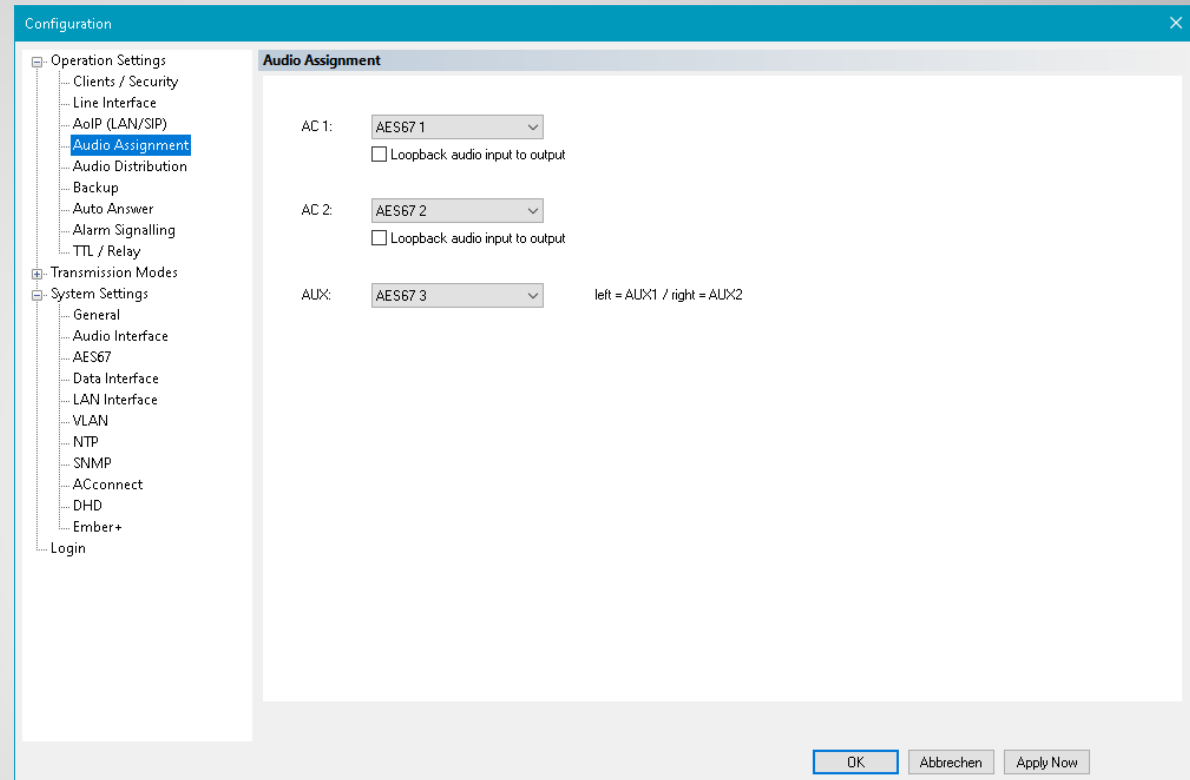 Configuration
Operation Settings
Clients / Security
Line Interface
AoIP (LAN/SIP)
Audio Assignment
Audio Distribution
Backup
Auto Answer
Alarm Signalling
TTL / Relay
Transmission Modes
System Settings
General
Audio Interface
AES67
Data Interface
LAN Interface
VLAN
NTP
SNMP
ACconnect
DHD
Ember+
Login
Audio Assignment
AC 1: AES67 1
Loopback audio input to output
AC 2: AES67 2
Loopback audio input to output
AUX: AES67 3 left = AUX1 / right = AUX2
OK Abbrechen Apply Now